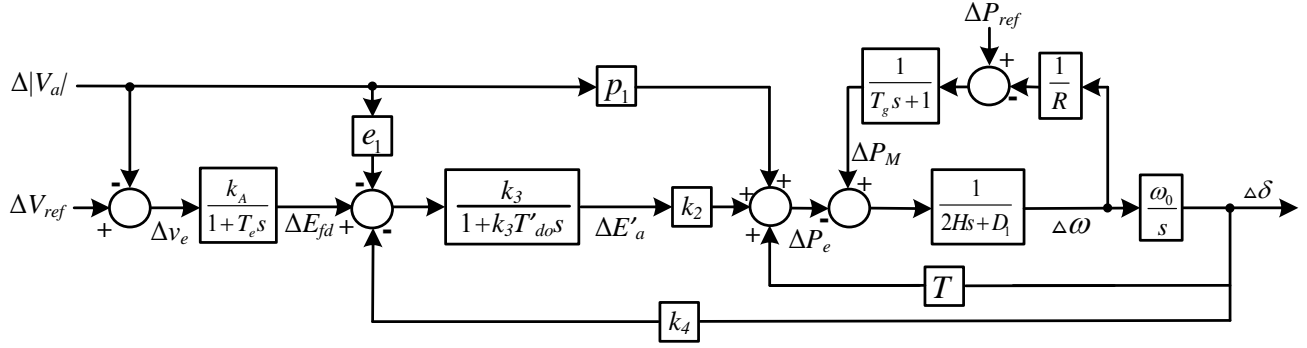 ΔP_ref
+
-
1/R
1/(T_g s+1)
Δ|V_a|
p_1
e_1
ΔP_M
-
-
+
+
+
ΔV_ref
+
Δv_e
k_A/(1+T_e s)
ΔE_fd
+
-
k_3/(1+k_3T'_do s)
ΔE'_a
k_2
+
+
ΔP_e
-
1/(2Hs+D_1)
Δω
ω_0/s
Δδ
T
k_4